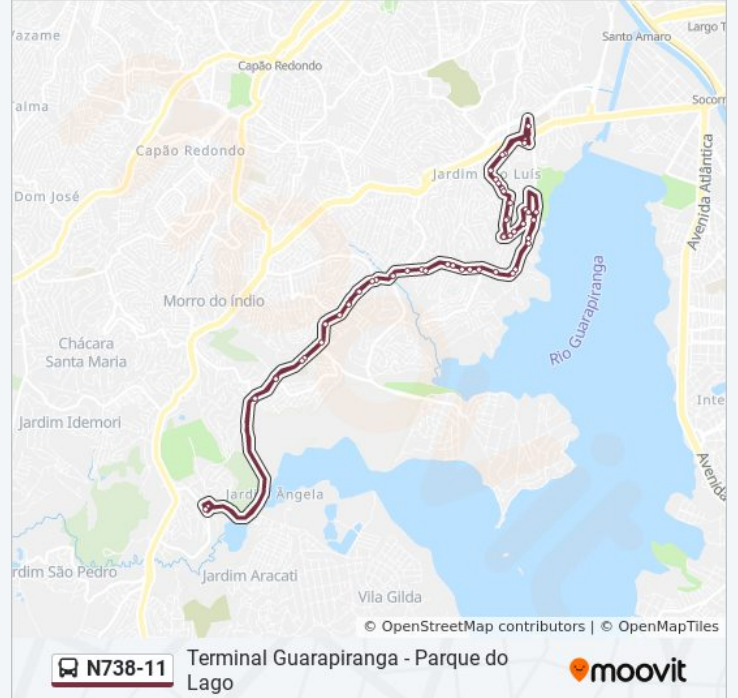 Largo T
Vazame
Santo Amaro
Capão Redondo
Socorr
Capão Redondo
Avenida Atlântica
Jardim São Luís
Dom José
Rio Guarapiranga
Morro do Índio
Chácara
Santa Maria
Inte
Jardim Idemori
Avenida
Jardim Ângela
rdim São Pedro
Jardim Aracati
Vila Gilda
© OpenStreetMap contributors | © OpenMapTiles
N738-11
Terminal Guarapiranga - Parque do
Lago
moovit